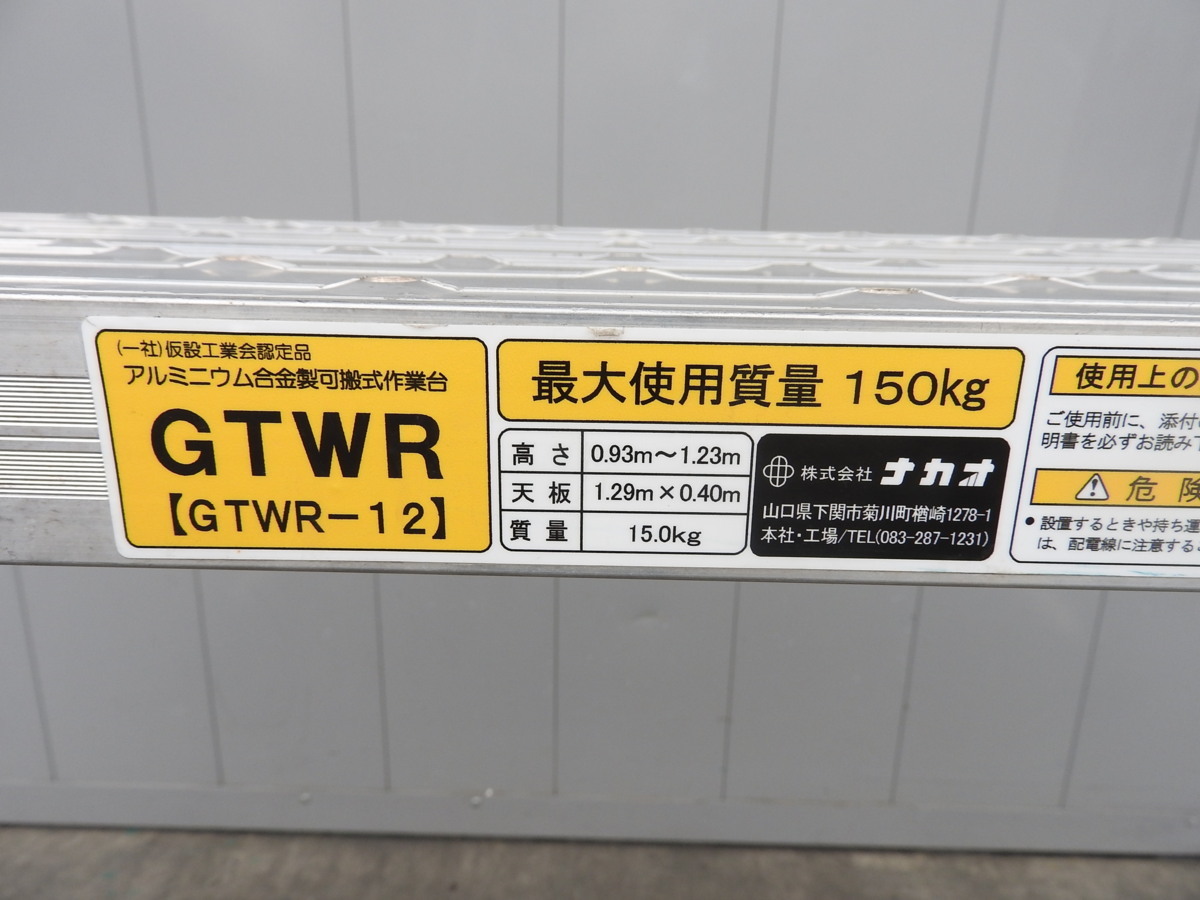 (一社)仮設工業会認定品
アルミニウム合金製可搬式作業台
GTWR
【GTWR-12】
最大使用質量 150kg
高さ 0.93m～1.23m
天板 1.29m×0.40m
質量 15.0kg
株式会社 ナカオ
山口県下関市菊川町楢崎1278-1
本社・工場/TEL(083-287-1231)
使用上の
ご使用前に、添付
明書を必ずお読み
危険
●設置するときや持ち運
は、配電線に注意する